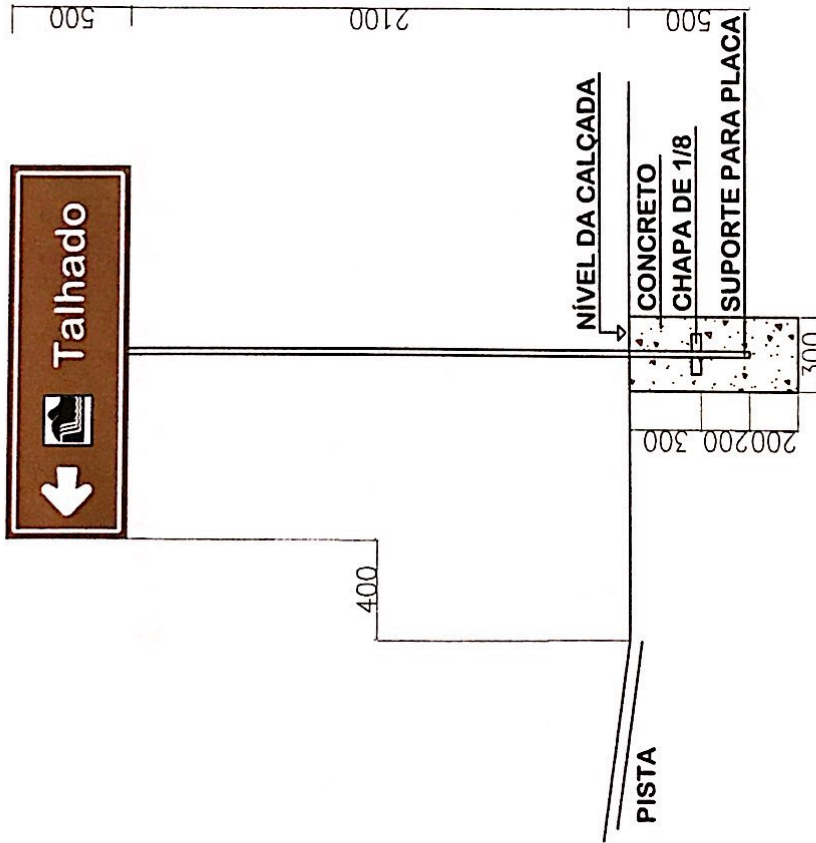 500
2100
500
Talhado
400
NÍVEL DA CALÇADA
CONCRETO
CHAPA DE 1/8
SUPORTE PARA PLACA
300
200
200
300
PISTA